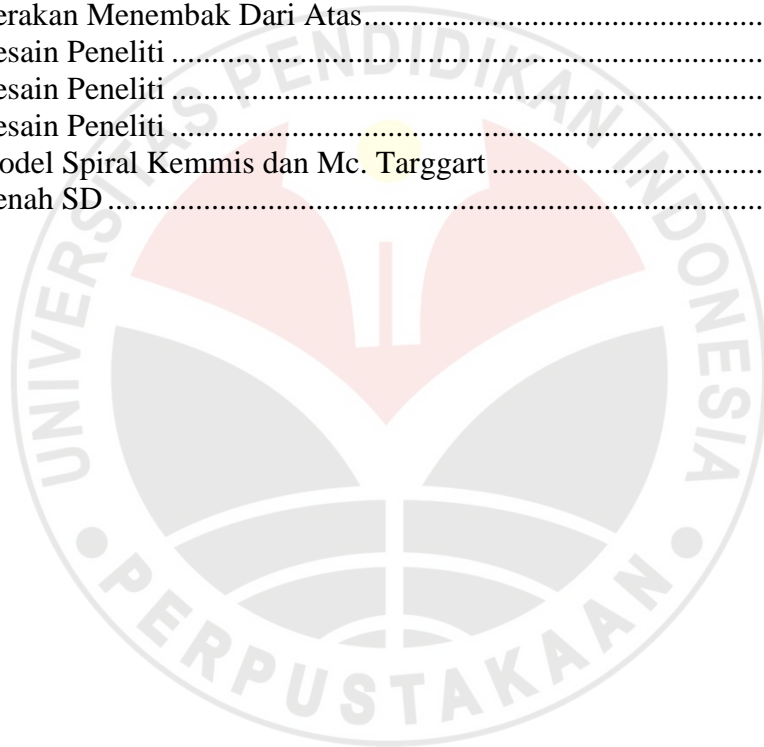 erakan Menembak Dari Atas..................................................
esain Peneliti ..........................................................................
esain Peneliti ..........................................................................
esain Peneliti ..........................................................................
odel Spiral Kemmis dan Mc. Targgart ..................................
enah SD ..................................................................................
UNIVERSITAS PENDIDIKAN INDONESIA
PERPUSTAKAAN